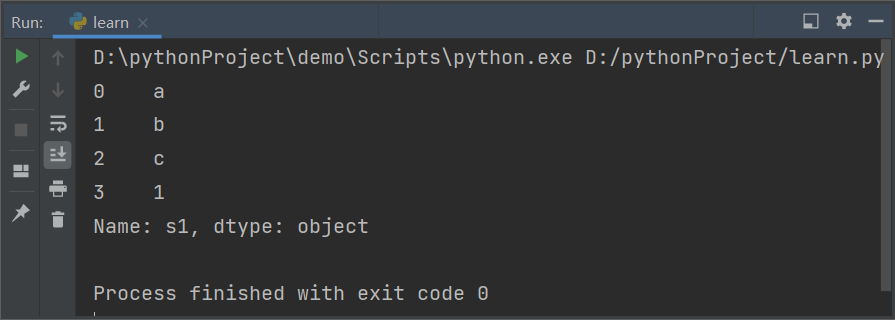 Run: learn
D:\pythonProject\demo\Scripts\python.exe D:/pythonProject/learn.py
0    a
1    b
2    c
3    1
Name: s1, dtype: object
Process finished with exit code 0